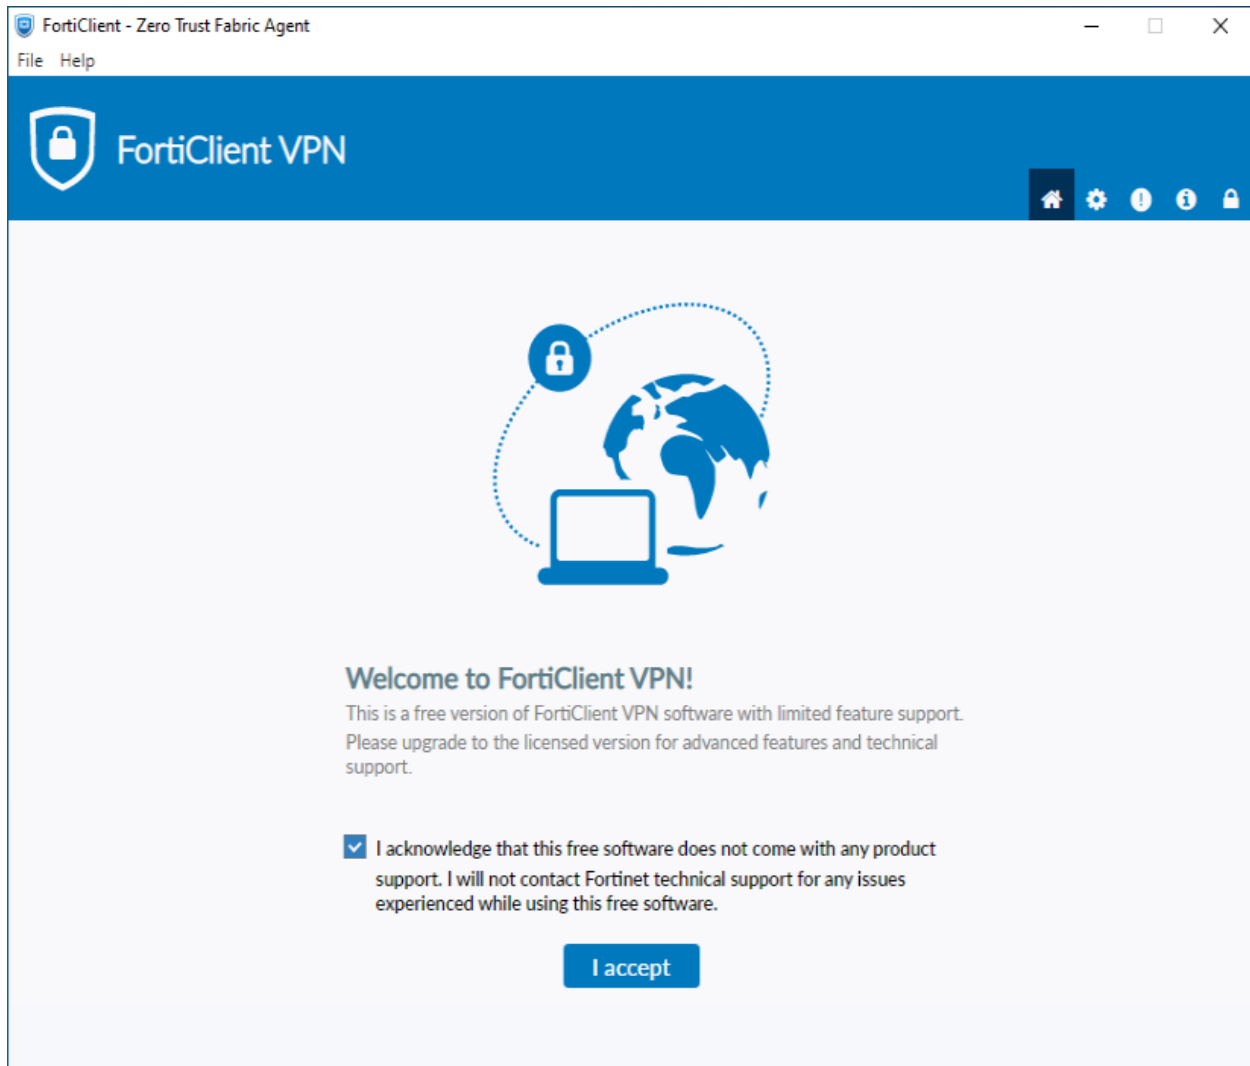 FortiClient - Zero Trust Fabric Agent
File Help
FortiClient VPN
Welcome to FortiClient VPN!
This is a free version of FortiClient VPN software with limited feature support.
Please upgrade to the licensed version for advanced features and technical
support.
I acknowledge that this free software does not come with any product
support. I will not contact Fortinet technical support for any issues
experienced while using this free software.
I accept